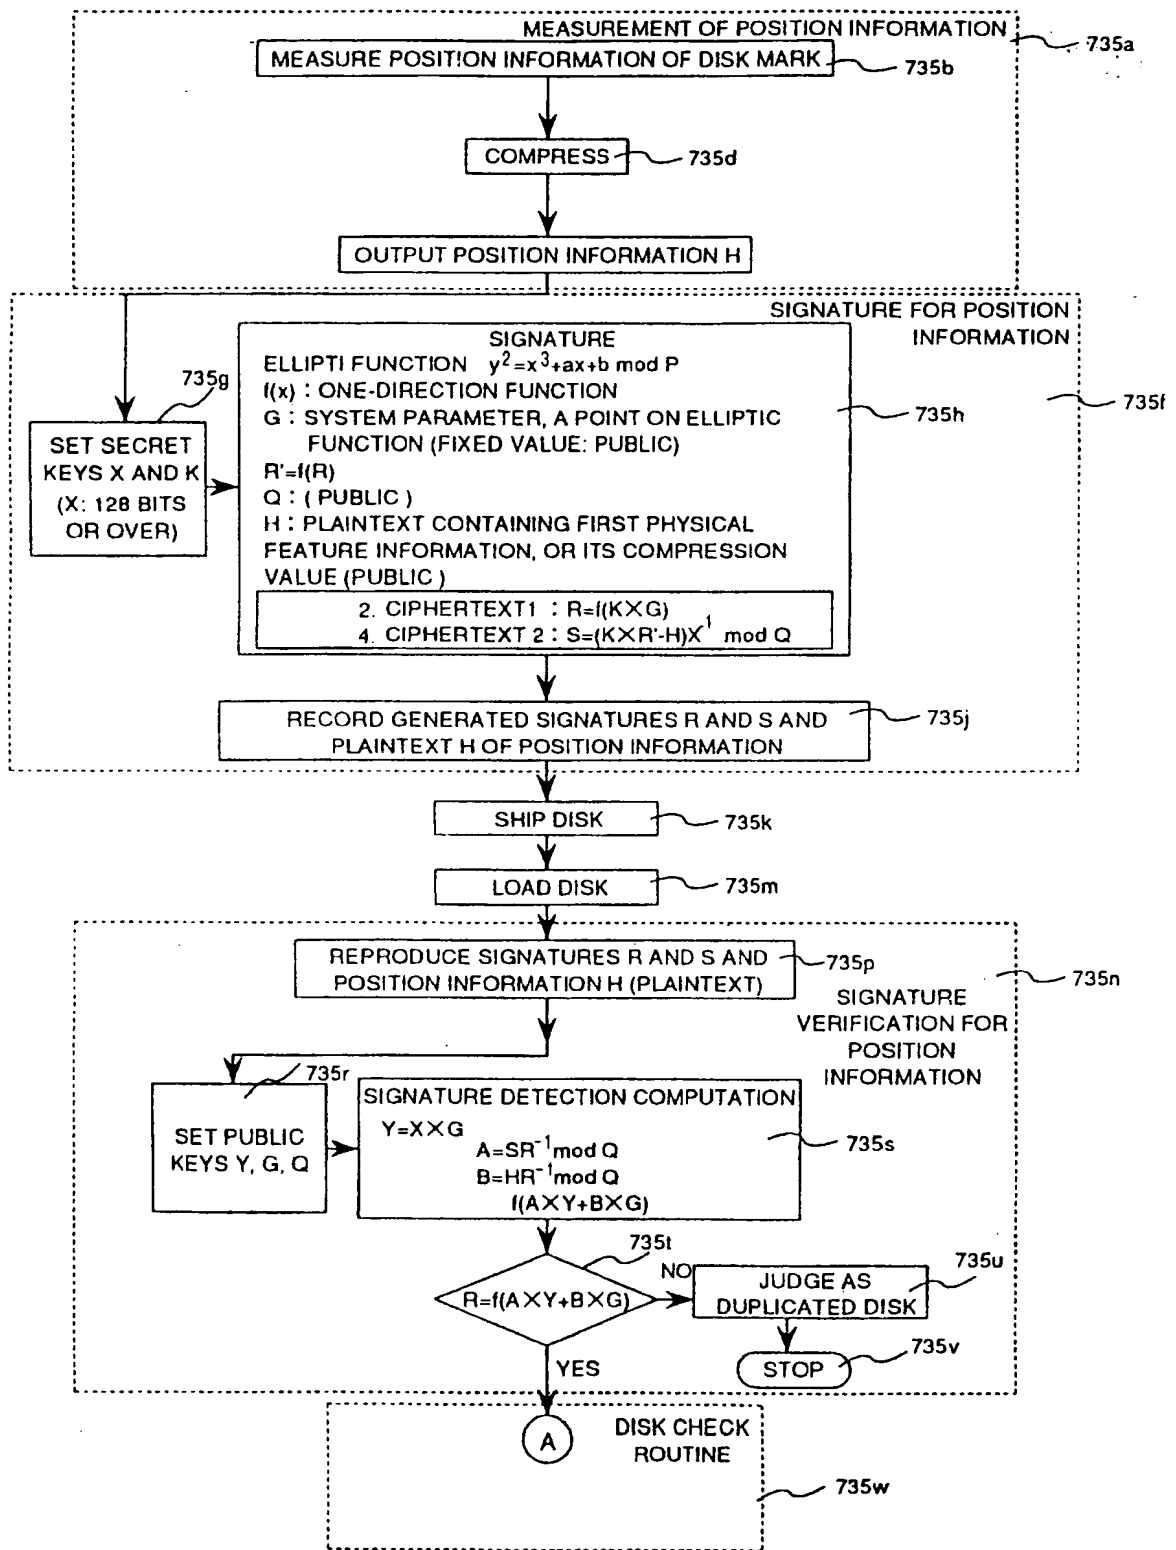 MEASUREMENT OF POSITION INFORMATION
735a
MEASURE POSITION INFORMATION OF DISK MARK
735b
COMPRESS
735d
OUTPUT POSITION INFORMATION H
SIGNATURE FOR POSITION
INFORMATION
735f
735g
SET SECRET
KEYS X AND K
(X: 128 BITS
OR OVER)
SIGNATURE
ELLIPTI FUNCTION y²=x³+ax+b mod P
f(x) : ONE-DIRECTION FUNCTION
G : SYSTEM PARAMETER, A POINT ON ELLIPTIC
FUNCTION (FIXED VALUE: PUBLIC)
R'=f(R)
Q : ( PUBLIC )
H : PLAINTEXT CONTAINING FIRST PHYSICAL
FEATURE INFORMATION, OR ITS COMPRESSION
VALUE (PUBLIC )
2. CIPHERTEXT1 : R=f(K×G)
4. CIPHERTEXT 2 : S=(K×R'-H)X¹ mod Q
735h
RECORD GENERATED SIGNATURES R AND S AND
PLAINTEXT H OF POSITION INFORMATION
735j
SHIP DISK
735k
LOAD DISK
735m
REPRODUCE SIGNATURES R AND S AND
POSITION INFORMATION H (PLAINTEXT)
735p
735n
SIGNATURE
VERIFICATION FOR
POSITION
INFORMATION
735r
SET PUBLIC
KEYS Y, G, Q
SIGNATURE DETECTION COMPUTATION
Y=X×G
A=SR⁻¹mod Q
B=HR⁻¹mod Q
f(A×Y+B×G)
735s
735t
R=f(A×Y+B×G)
NO
JUDGE AS
DUPLICATED DISK
735u
STOP
735v
YES
A
DISK CHECK
ROUTINE
735w